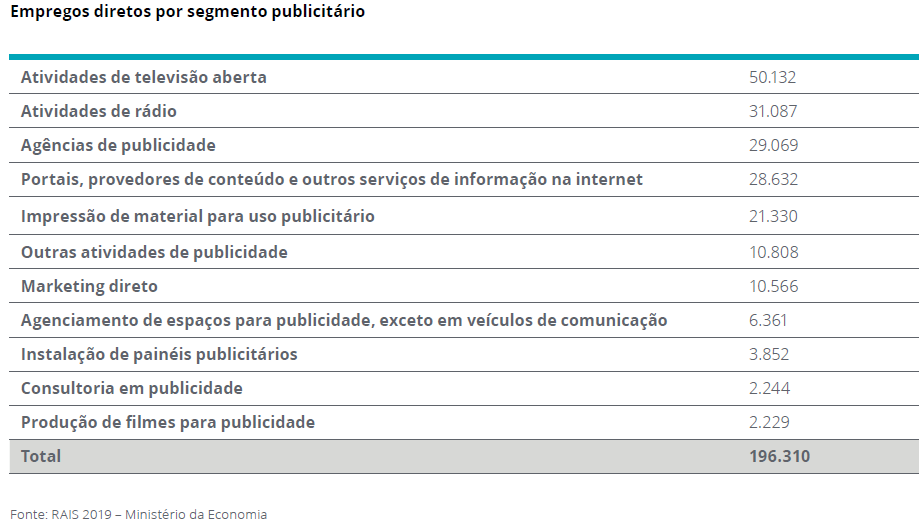 Empregos diretos por segmento publicitário
Atividades de televisão aberta 50.132
Atividades de rádio 31.087
Agências de publicidade 29.069
Portais, provedores de conteúdo e outros serviços de informação na internet 28.632
Impressão de material para uso publicitário 21.330
Outras atividades de publicidade 10.808
Marketing direto 10.566
Agenciamento de espaços para publicidade, exceto em veículos de comunicação 6.361
Instalação de painéis publicitários 3.852
Consultoria em publicidade 2.244
Produção de filmes para publicidade 2.229
Total 196.310
Fonte: RAIS 2019 – Ministério da Economia